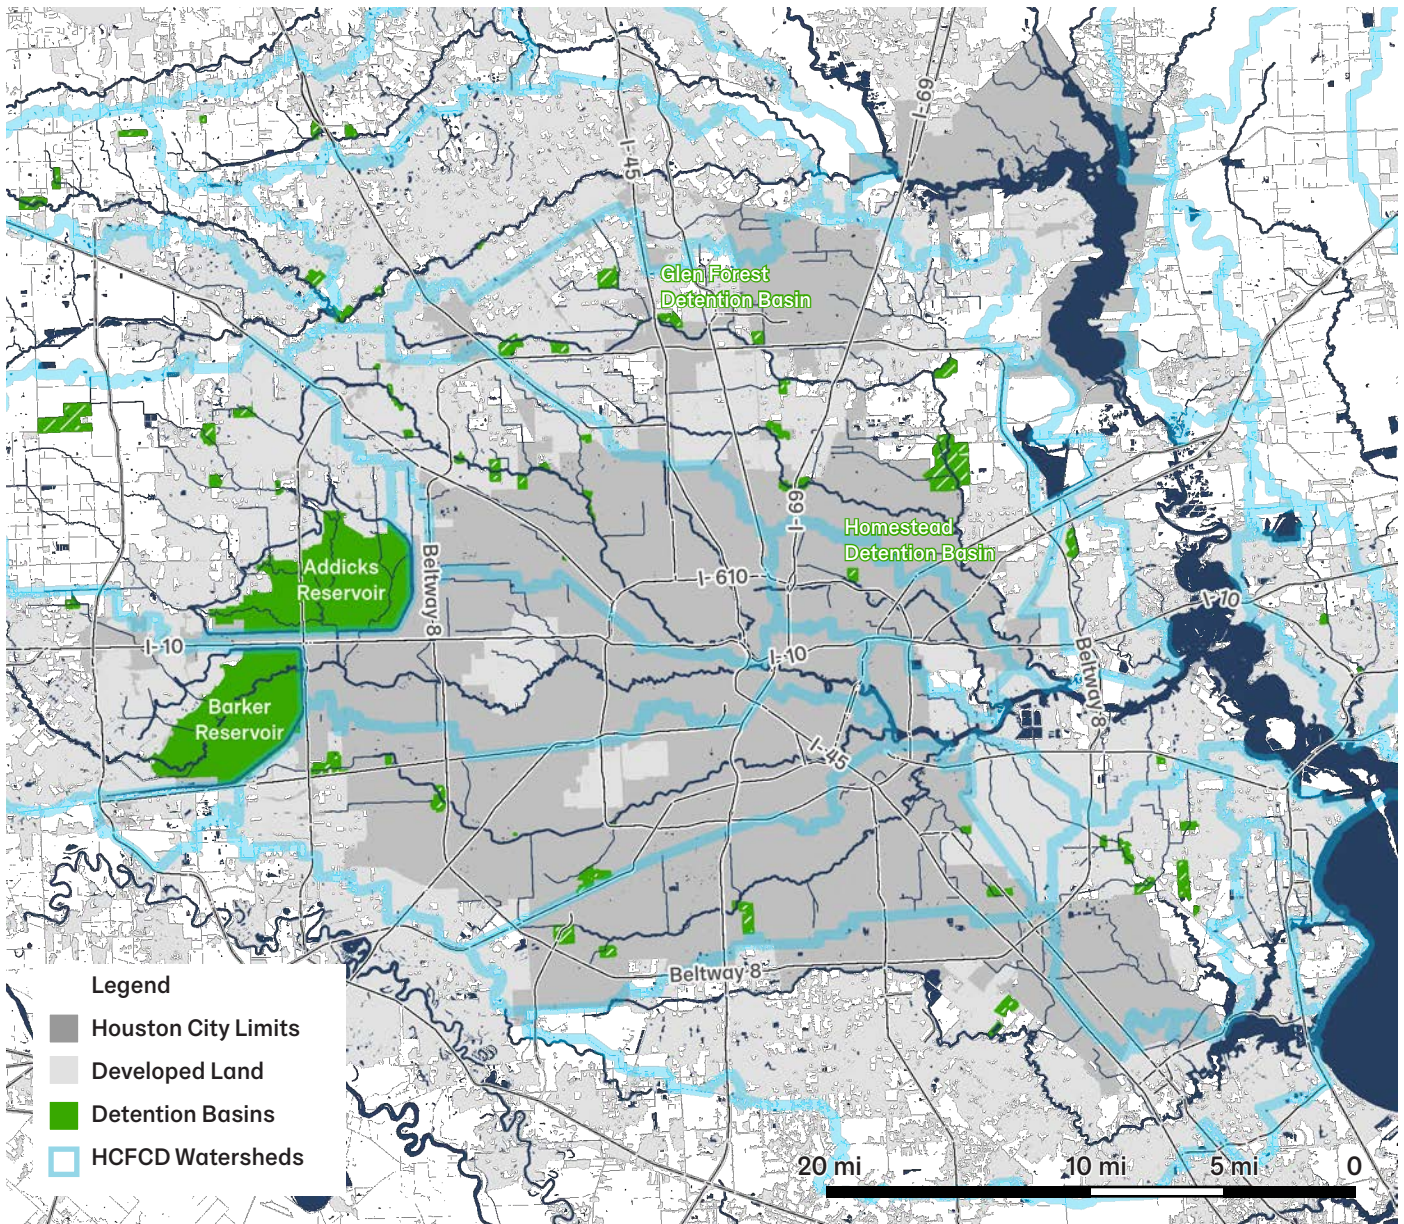 I-69
I-45
Glen Forest
Detention Basin
Homestead
Detention Basin
I-69
Addicks
Reservoir
Beltway 8
I-610
I-10
I-10
I-10
Beltway 8
Barker
Reservoir
I-45
Beltway 8
Legend
Houston City Limits
Developed Land
Detention Basins
HCFCD Watersheds
20 mi
10 mi
5 mi
0